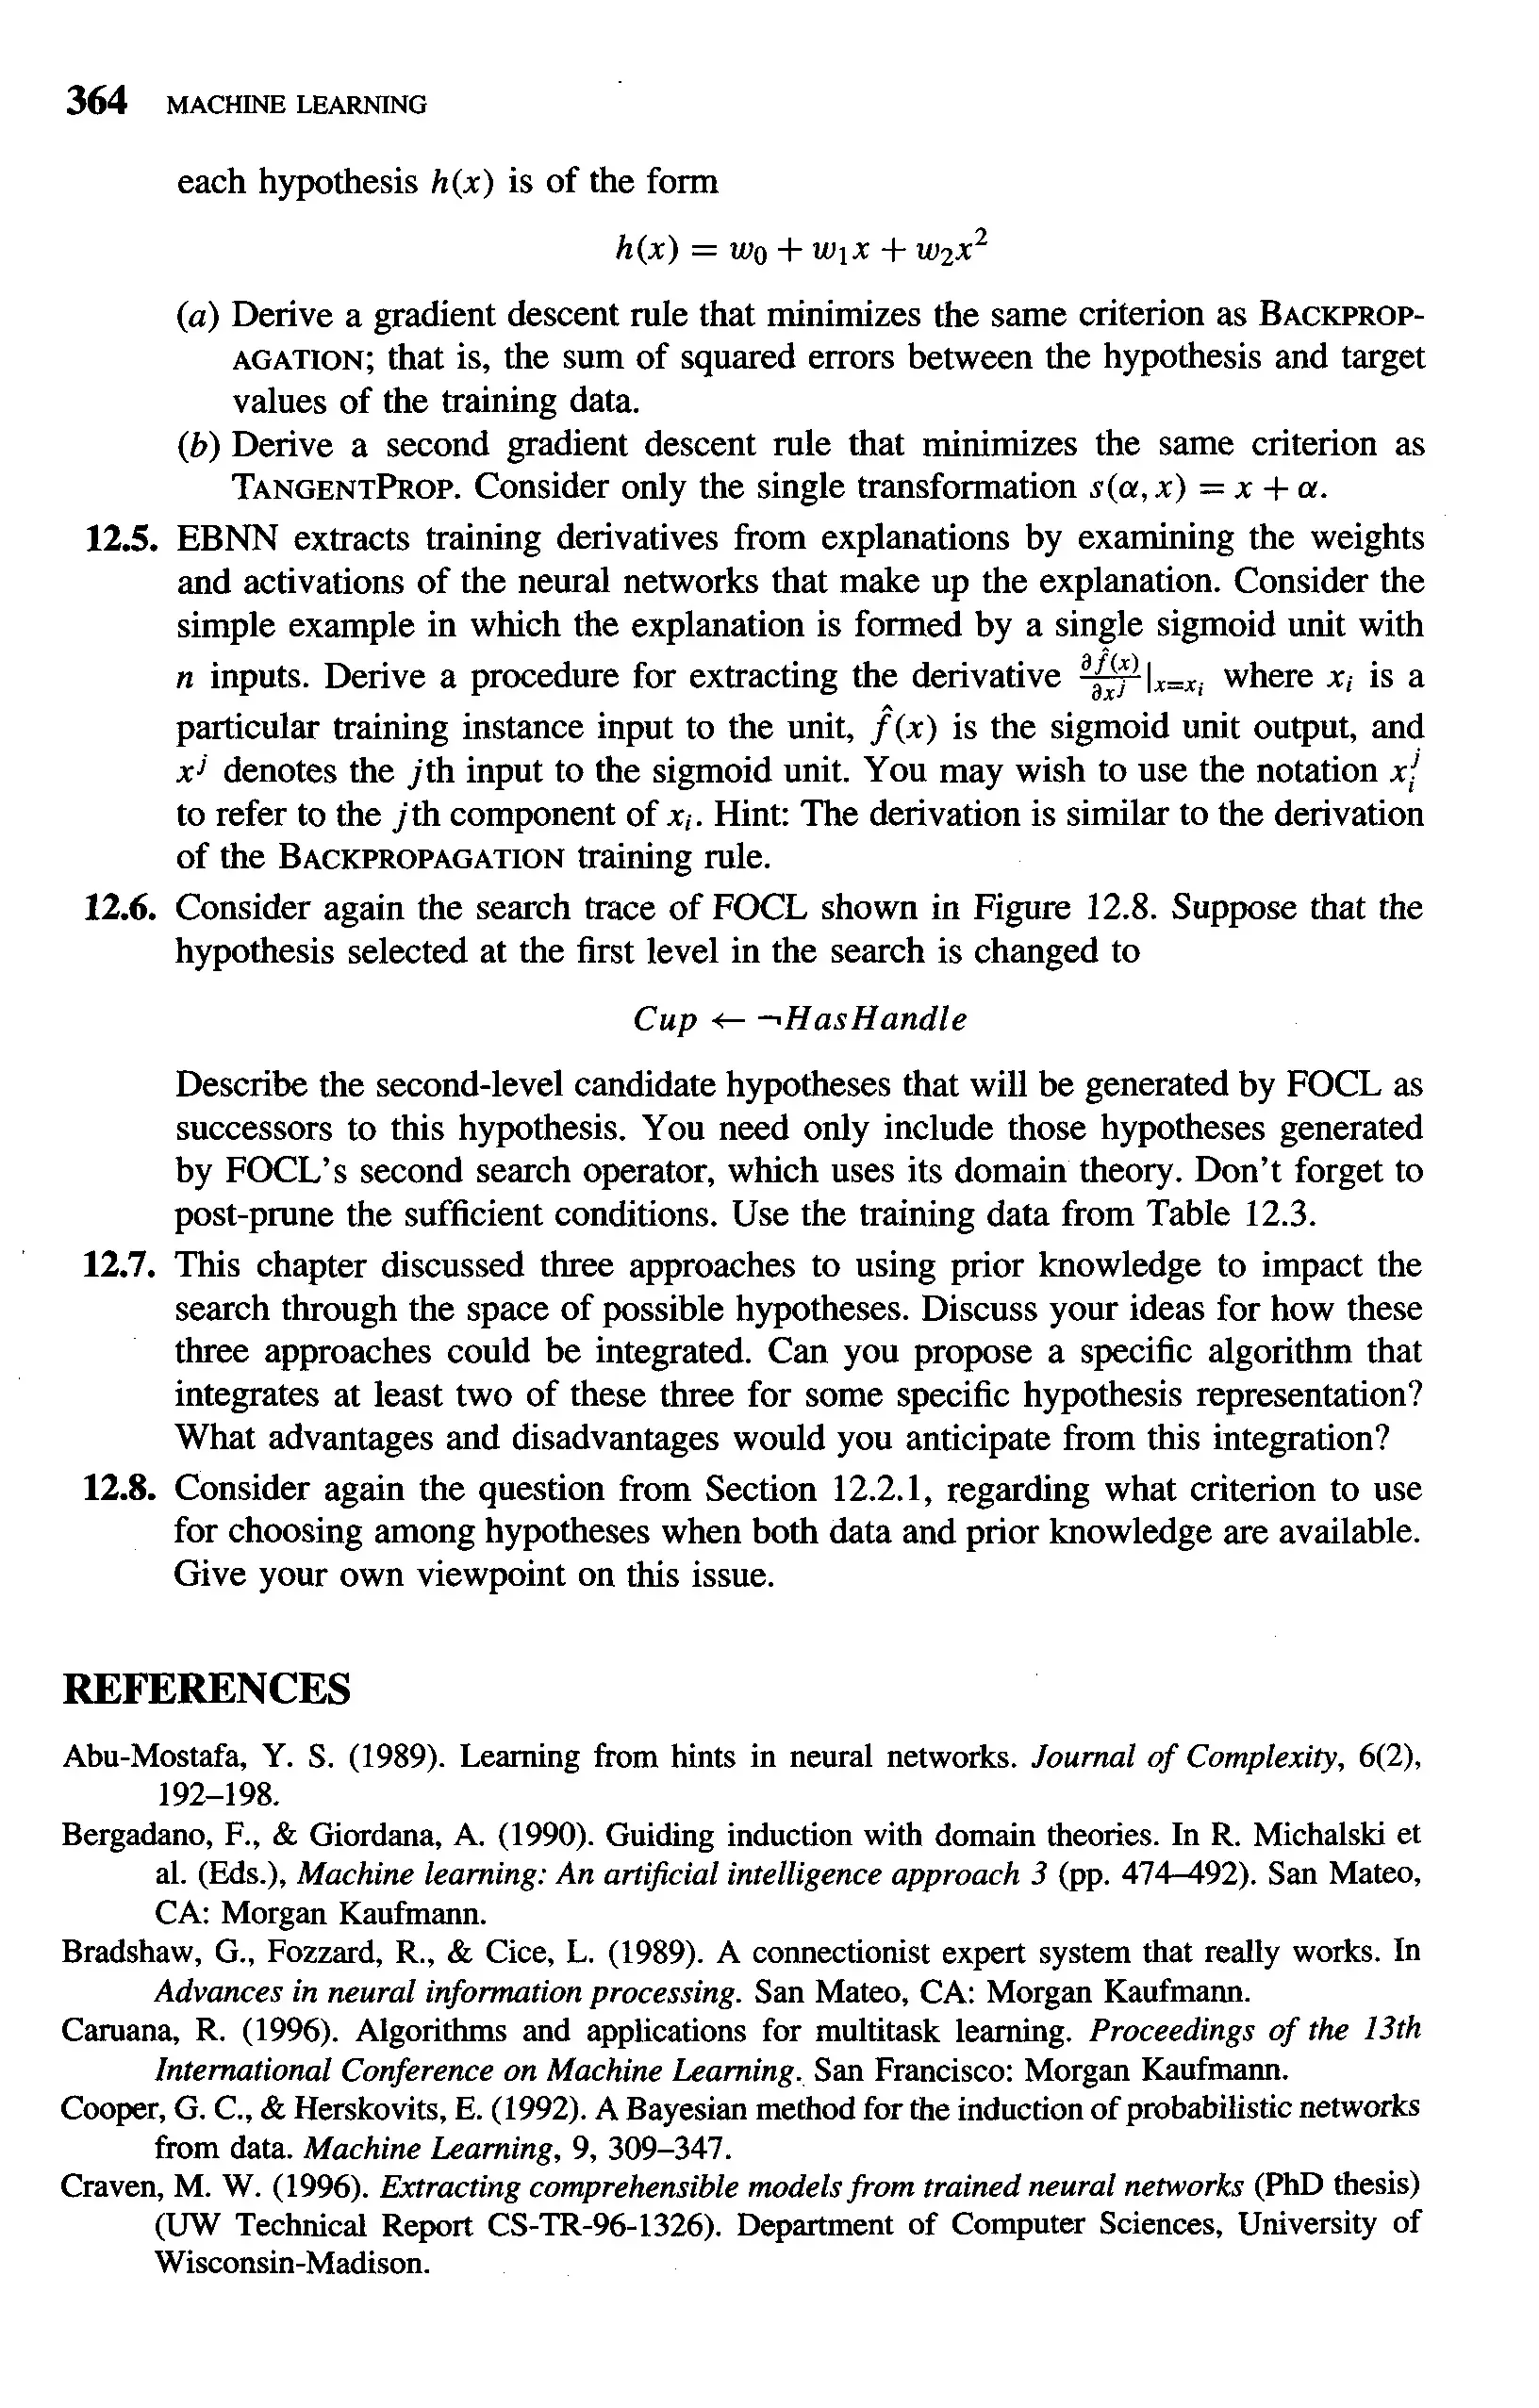 364 MACHINE LEARNING
each hypothesis h(x) is of the form
h(x) = w₀ + w₁x + w₂x²
(a) Derive a gradient descent rule that minimizes the same criterion as BACKPROP-
AGATION; that is, the sum of squared errors between the hypothesis and target
values of the training data.
(b) Derive a second gradient descent rule that minimizes the same criterion as
TANGENTPROP. Consider only the single transformation s(α, x) = x + α.
12.5. EBNN extracts training derivatives from explanations by examining the weights
and activations of the neural networks that make up the explanation. Consider the
simple example in which the explanation is formed by a single sigmoid unit with
n inputs. Derive a procedure for extracting the derivative ∂f̂(x)/∂xʲ|x=xᵢ where xᵢ is a
particular training instance input to the unit, f̂(x) is the sigmoid unit output, and
xʲ denotes the jth input to the sigmoid unit. You may wish to use the notation xᵢʲ
to refer to the jth component of xᵢ. Hint: The derivation is similar to the derivation
of the BACKPROPAGATION training rule.
12.6. Consider again the search trace of FOCL shown in Figure 12.8. Suppose that the
hypothesis selected at the first level in the search is changed to
Cup ← ¬HasHandle
Describe the second-level candidate hypotheses that will be generated by FOCL as
successors to this hypothesis. You need only include those hypotheses generated
by FOCL's second search operator, which uses its domain theory. Don't forget to
post-prune the sufficient conditions. Use the training data from Table 12.3.
12.7. This chapter discussed three approaches to using prior knowledge to impact the
search through the space of possible hypotheses. Discuss your ideas for how these
three approaches could be integrated. Can you propose a specific algorithm that
integrates at least two of these three for some specific hypothesis representation?
What advantages and disadvantages would you anticipate from this integration?
12.8. Consider again the question from Section 12.2.1, regarding what criterion to use
for choosing among hypotheses when both data and prior knowledge are available.
Give your own viewpoint on this issue.
REFERENCES
Abu-Mostafa, Y. S. (1989). Learning from hints in neural networks. Journal of Complexity, 6(2),
192–198.
Bergadano, F., & Giordana, A. (1990). Guiding induction with domain theories. In R. Michalski et
al. (Eds.), Machine learning: An artificial intelligence approach 3 (pp. 474–492). San Mateo,
CA: Morgan Kaufmann.
Bradshaw, G., Fozzard, R., & Cice, L. (1989). A connectionist expert system that really works. In
Advances in neural information processing. San Mateo, CA: Morgan Kaufmann.
Caruana, R. (1996). Algorithms and applications for multitask learning. Proceedings of the 13th
International Conference on Machine Learning. San Francisco: Morgan Kaufmann.
Cooper, G. C., & Herskovits, E. (1992). A Bayesian method for the induction of probabilistic networks
from data. Machine Learning, 9, 309–347.
Craven, M. W. (1996). Extracting comprehensible models from trained neural networks (PhD thesis)
(UW Technical Report CS-TR-96-1326). Department of Computer Sciences, University of
Wisconsin-Madison.